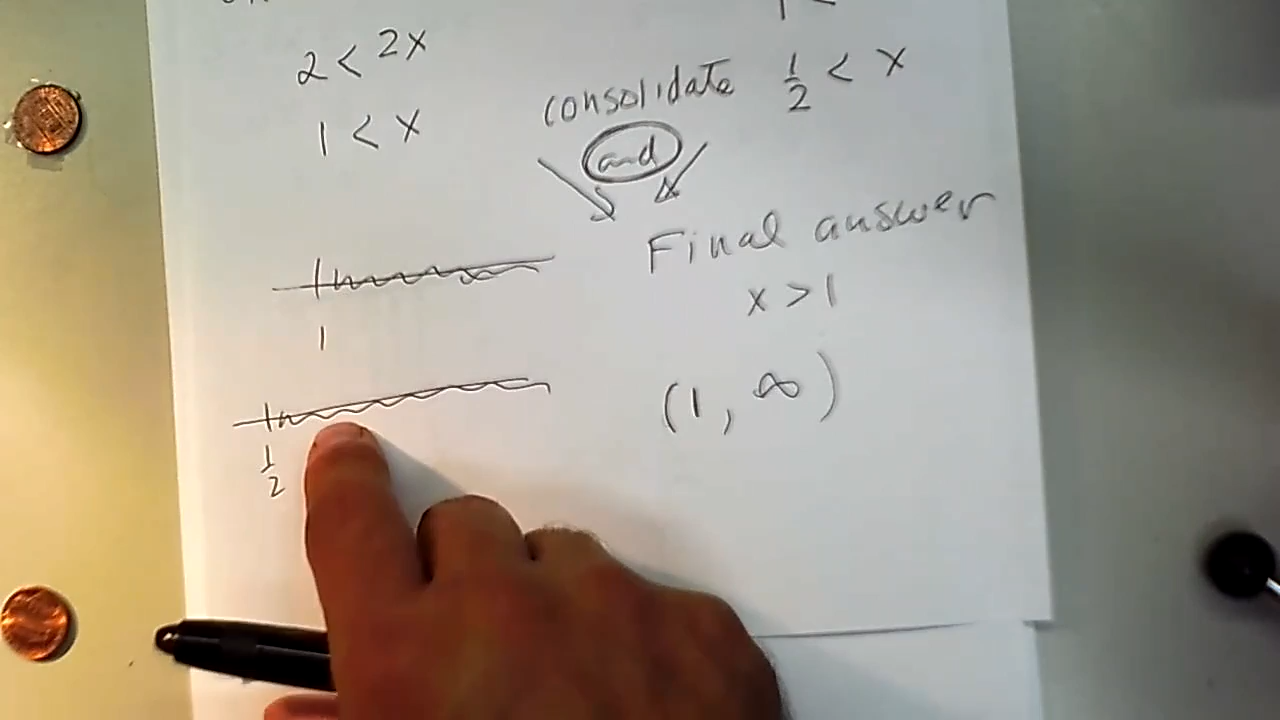 2 < 2x
1 < x
consolidate
and
1/2 < x
Final answer
x > 1
(1, ∞)
1
1/2